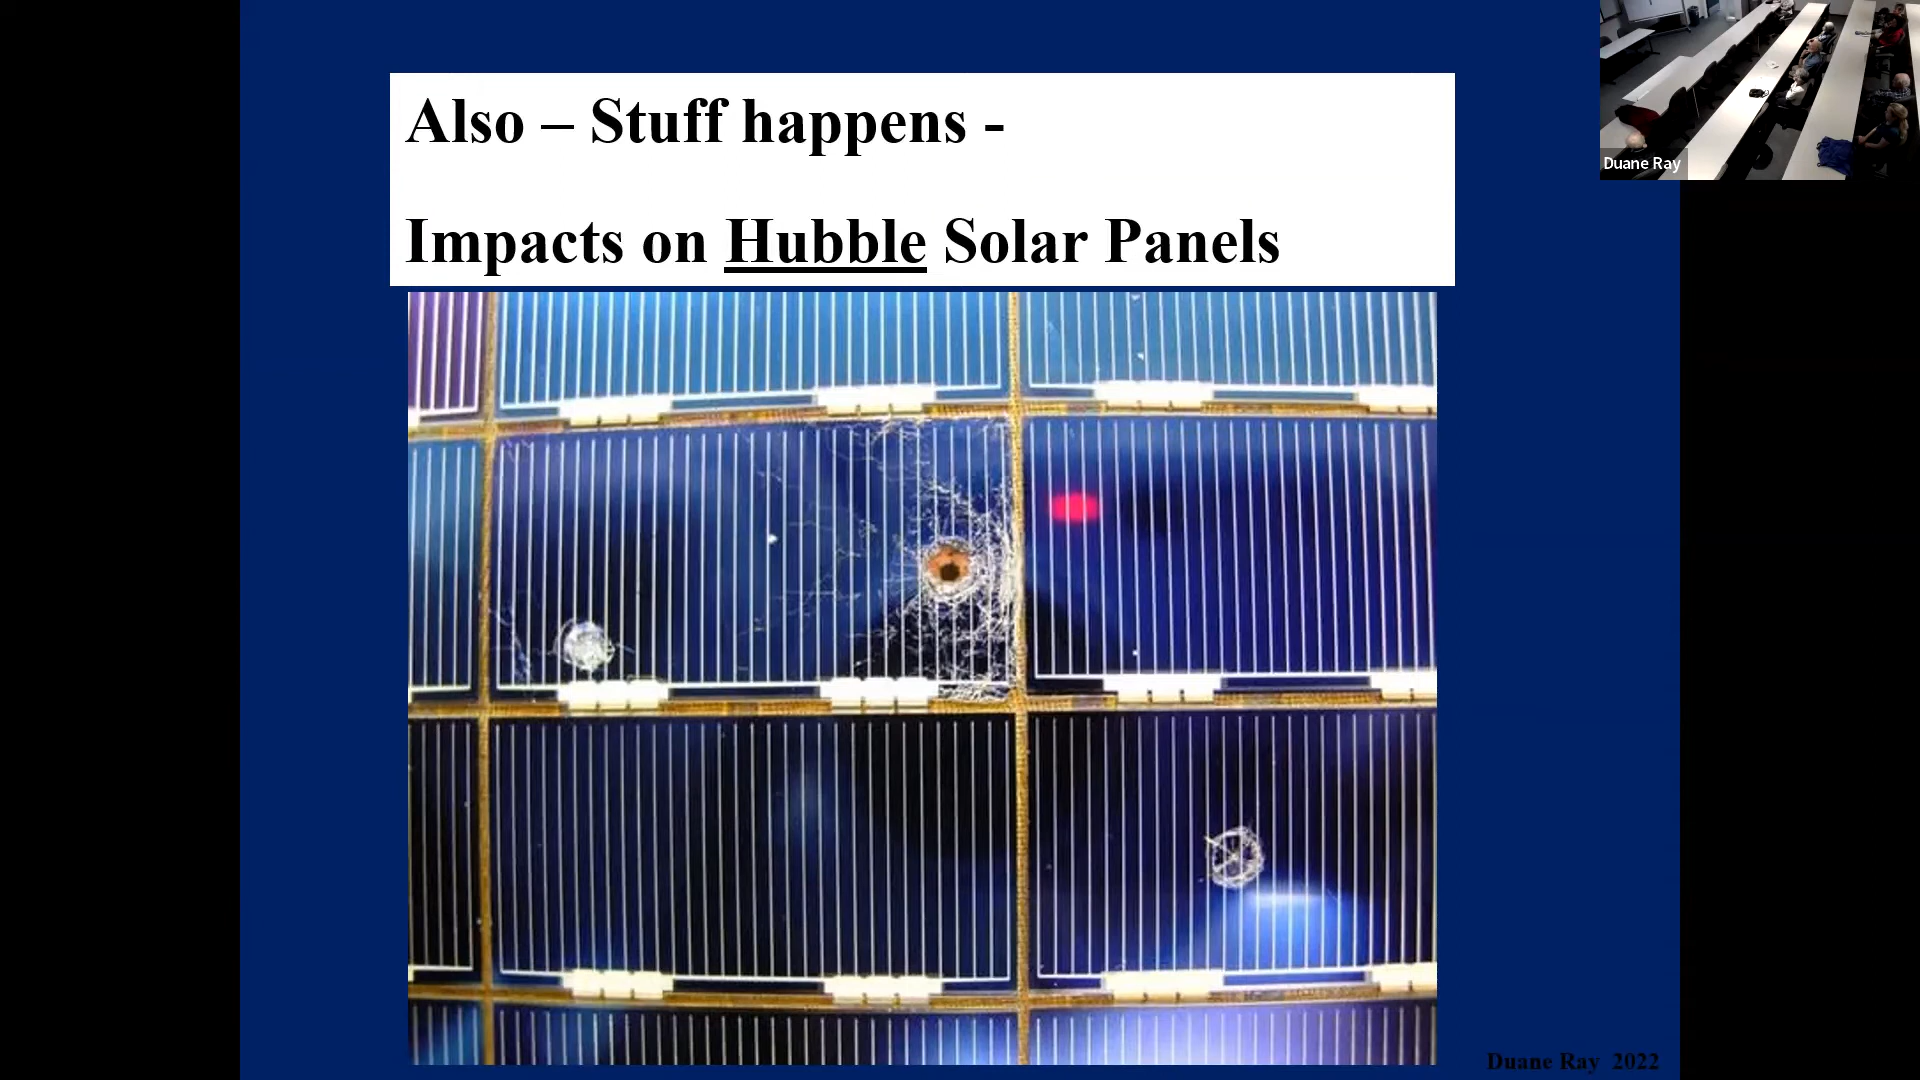 Also – Stuff happens -
Impacts on Hubble Solar Panels
Duane Ray
Duane Ray 2022